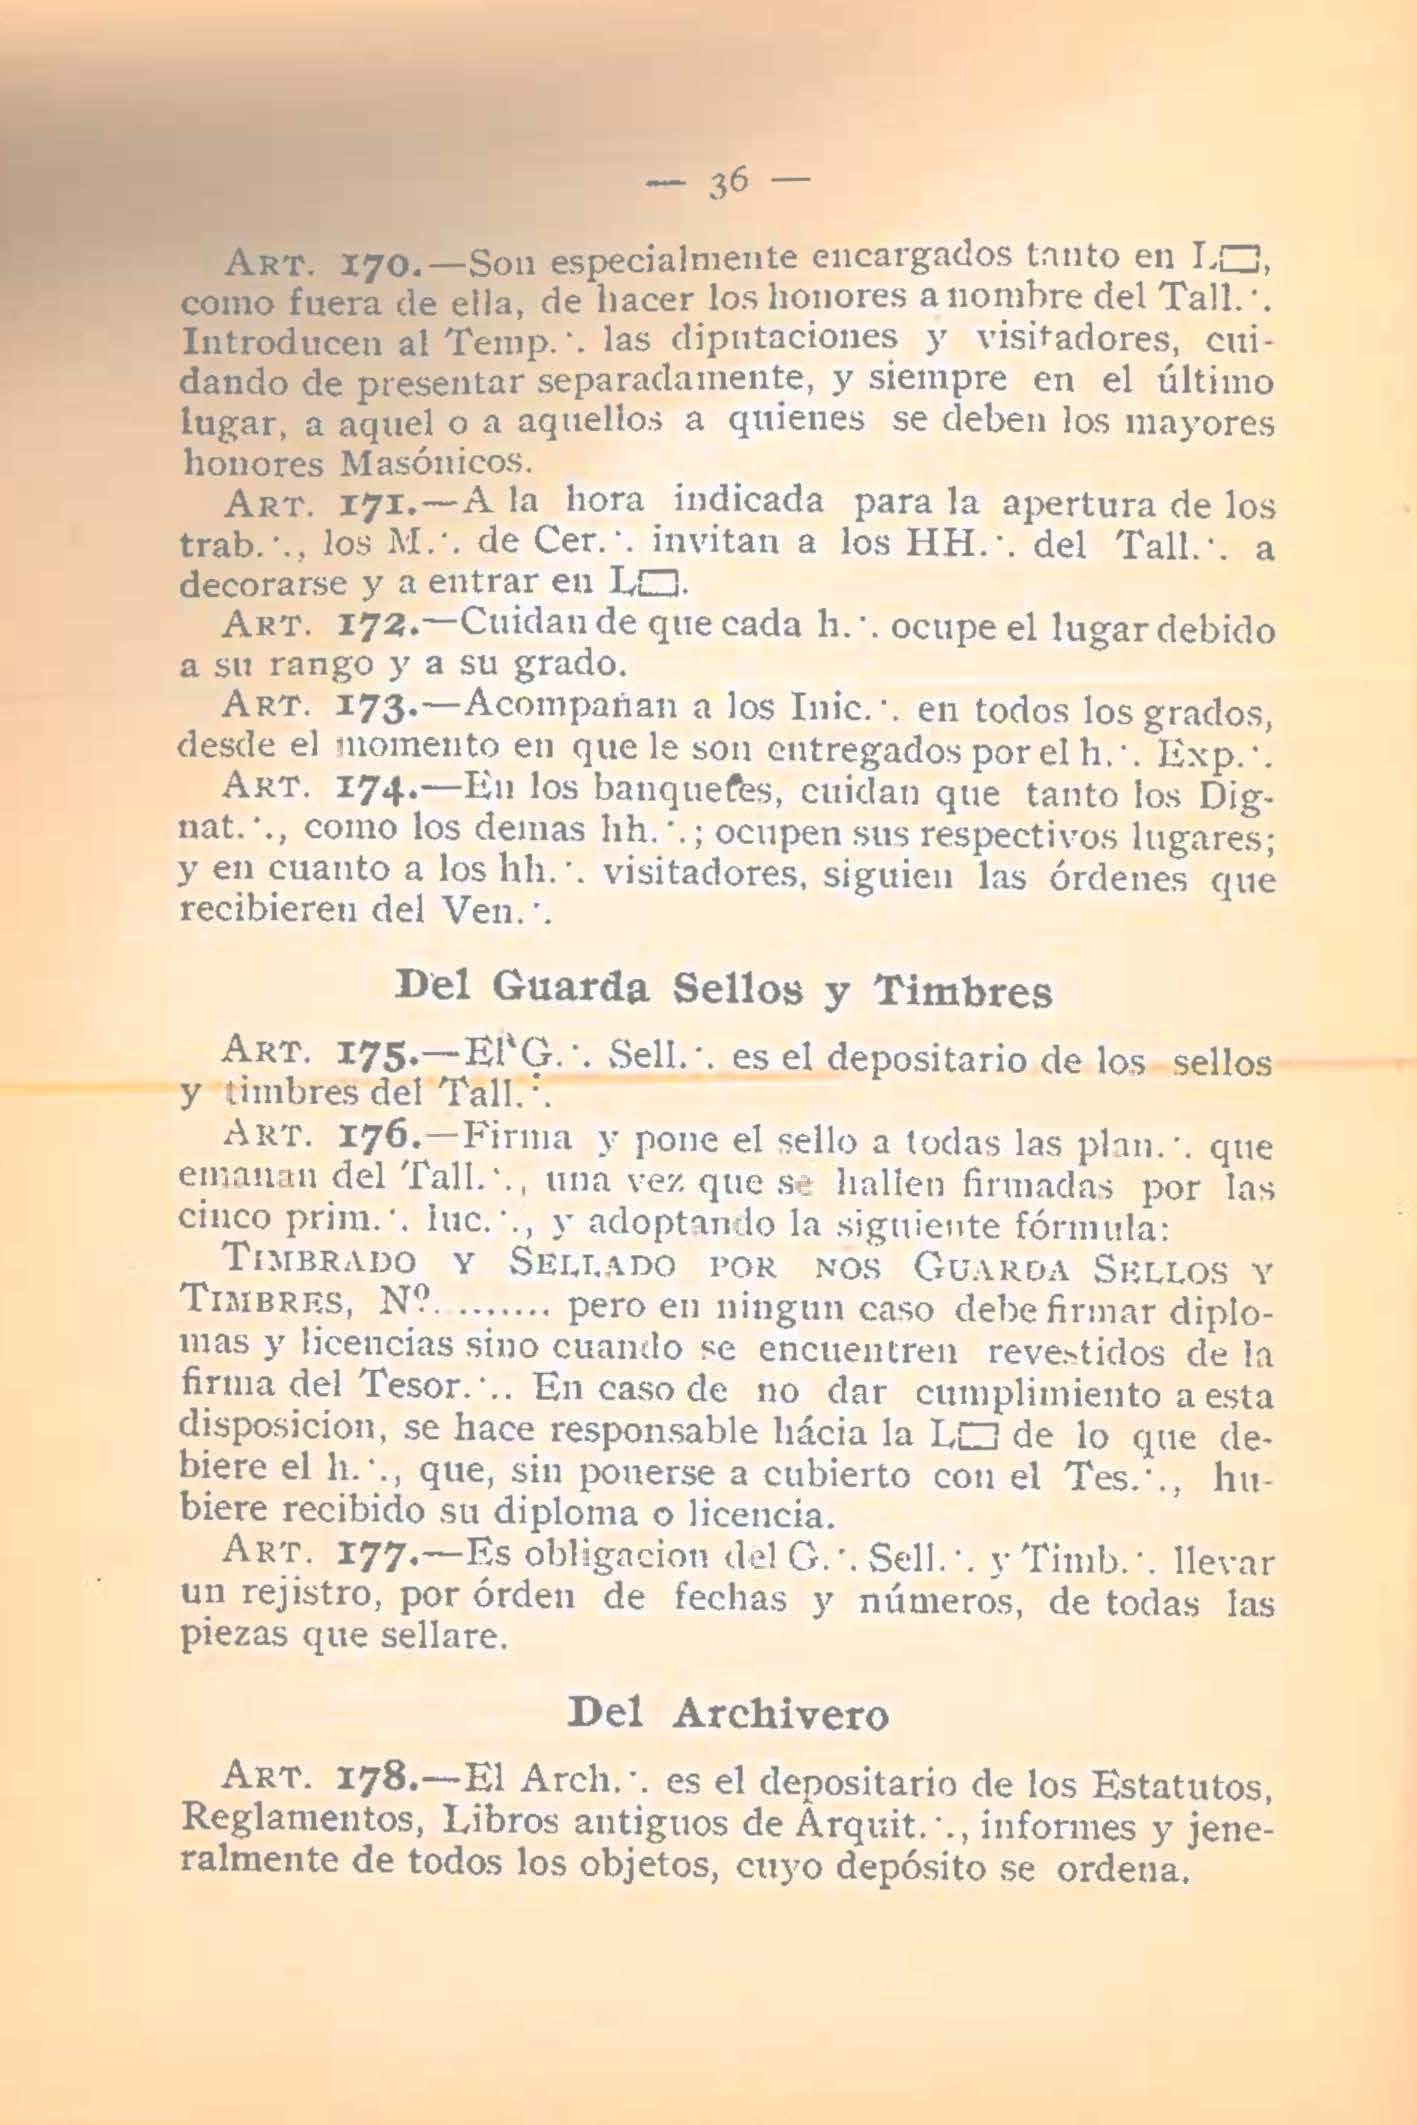 — 36 —
ART. 170.—Son especialmente encargados tanto en L▭,
como fuera de ella, de hacer los honores a nombre del Tall.·.
Introducen al Temp.·. las diputaciones y visitadores, cui-
dando de presentar separadamente, y siempre en el último
lugar, a aquel o a aquellos a quienes se deben los mayores
honores Masónicos.
ART. 171.—A la hora indicada para la apertura de los
trab.·., los M.·. de Cer.·. invitan a los HH.·. del Tall.·. a
decorarse y a entrar en L▭.
ART. 172.—Cuidan de que cada h.·. ocupe el lugar debido
a su rango y a su grado.
ART. 173.—Acompañan a los Inic.·. en todos los grados,
desde el momento en que le son entregados por el h.·. Exp.·.
ART. 174.—En los banquetes, cuidan que tanto los Dig-
nat.·., como los demas hh.·.; ocupen sus respectivos lugares;
y en cuanto a los hh.·. visitadores, siguien las órdenes que
recibieren del Ven.·.
Del Guarda Sellos y Timbres
ART. 175.—El G.·. Sell.·. es el depositario de los sellos
y timbres del Tall.·.
ART. 176.—Firma y pone el sello a todas las plan.·. que
emanan del Tall.·., una vez que se hallen firmadas por las
cinco prim.·. luc.·., y adoptando la siguiente fórmula:
TIMBRADO Y SELLADO POR NOS GUARDA SELLOS Y
TIMBRES, Nº. ........ pero en ningun caso debe firmar diplo-
mas y licencias sino cuando se encuentren revestidos de la
firma del Tesor.·.. En caso de no dar cumplimiento a esta
disposicion, se hace responsable hácia la L▭ de lo que de-
biere el h.·., que, sin ponerse a cubierto con el Tes.·., hu-
biere recibido su diploma o licencia.
ART. 177.—Es obligacion del G.·. Sell.·. y Timb.·. llevar
un rejistro, por órden de fechas y números, de todas las
piezas que sellare.
Del Archivero
ART. 178.—El Arch.·. es el depositario de los Estatutos,
Reglamentos, Libros antiguos de Arquit.·., informes y jene-
ralmente de todos los objetos, cuyo depósito se ordena.